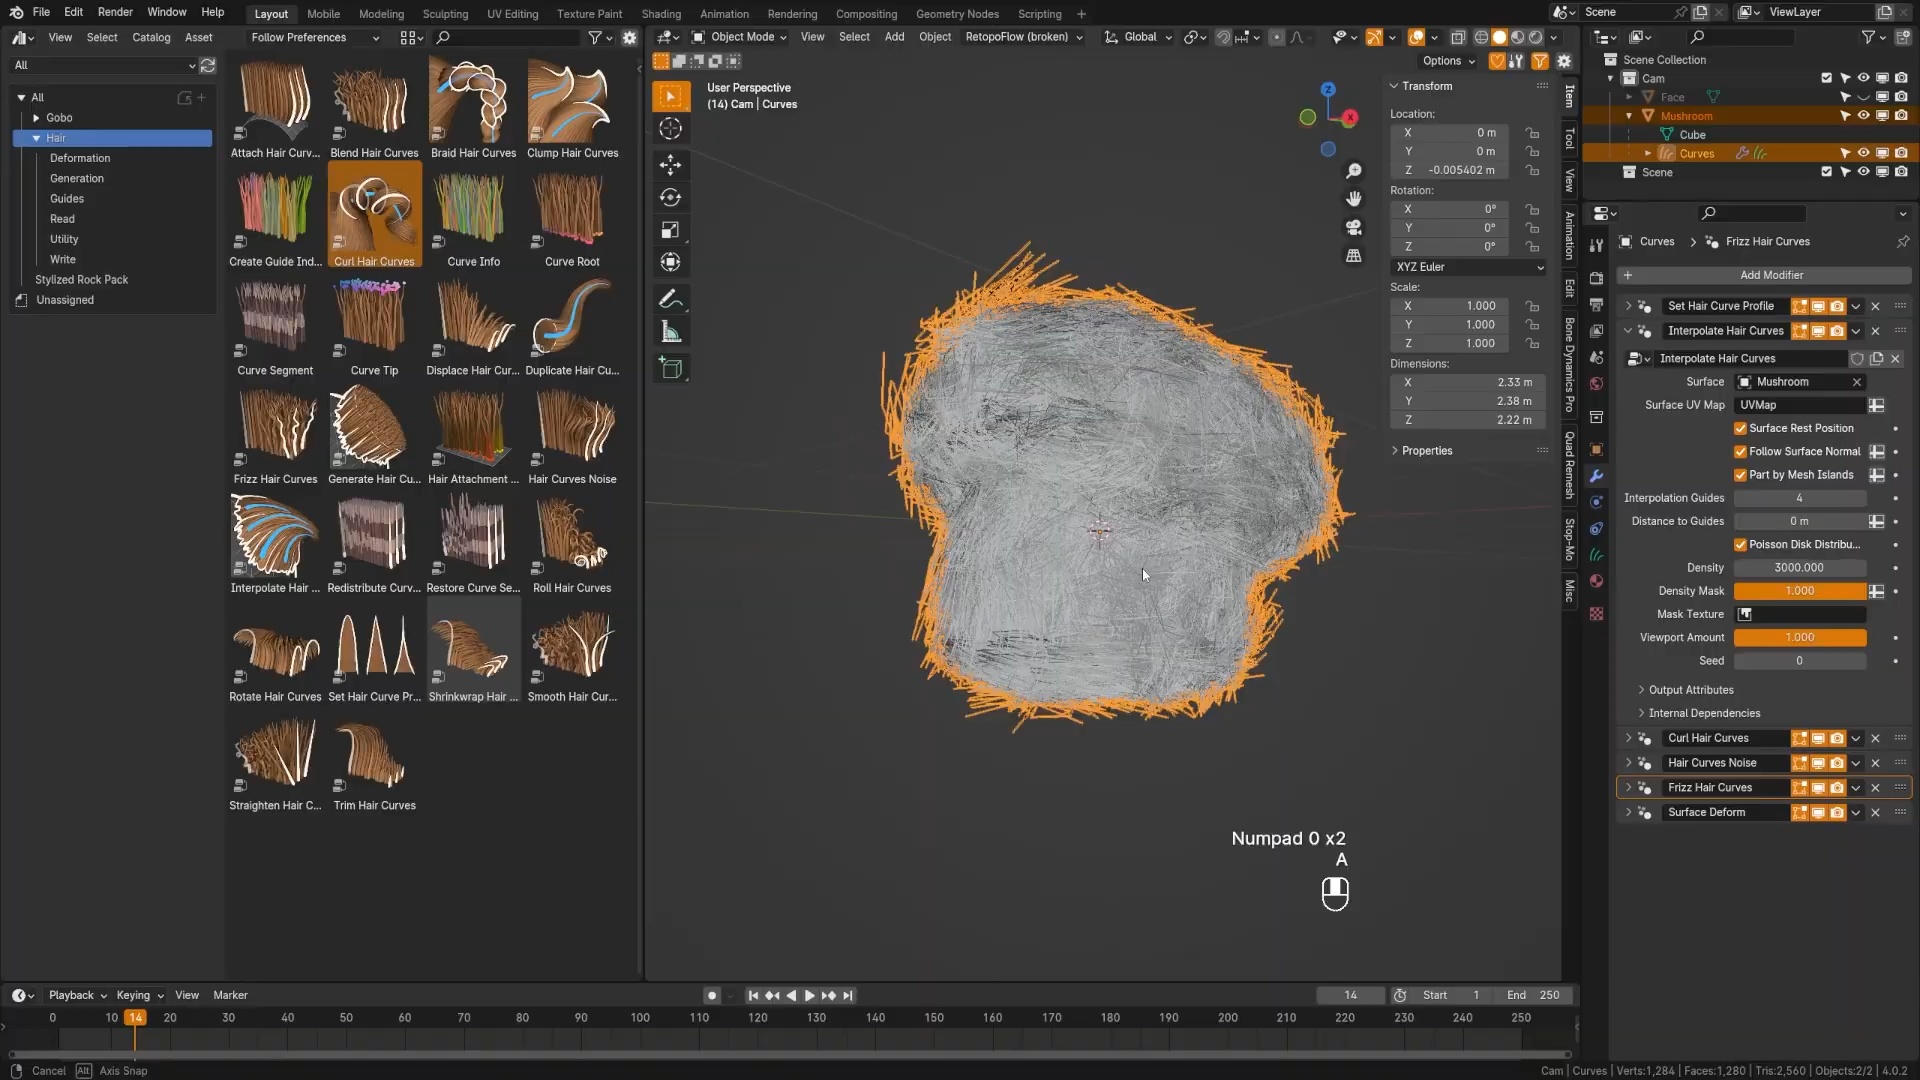 File Edit Render Window Help Layout Mobile Modeling Sculpting UV Editing Texture Paint Shading Animation Rendering Compositing Geometry Nodes Scripting + Scene ViewLayer
View Select Catalog Asset Follow Preferences
Object Mode View Select Add Object RetopoFlow (broken) Global
Options
All
All
Gobo
Hair
Deformation
Generation
Guides
Read
Utility
Write
Stylized Rock Pack
Unassigned
Attach Hair Curv... Blend Hair Curves Braid Hair Curves Clump Hair Curves
Create Guide Ind... Curl Hair Curves Curve Info Curve Root
Curve Segment Curve Tip Displace Hair Cur... Duplicate Hair Cu...
Frizz Hair Curves Generate Hair Cu... Hair Attachment ... Hair Curves Noise
Interpolate Hair ... Redistribute Curv... Restore Curve Se... Roll Hair Curves
Rotate Hair Curves Set Hair Curve Pr... Shrinkwrap Hair ... Smooth Hair Cur...
Straighten Hair C... Trim Hair Curves
User Perspective
(14) Cam | Curves
Z
X
Numpad 0 x2
A
Transform
Location:
X 0 m
Y 0 m
Z -0.005402 m
Rotation:
X 0°
Y 0°
Z 0°
XYZ Euler
Scale:
X 1.000
Y 1.000
Z 1.000
Dimensions:
X 2.33 m
Y 2.38 m
Z 2.22 m
Properties
Item
Tool
View
Animation
Edit
Bone Dynamics Pro
Quad Remesh
Stop-Mo
Misc
Scene Collection
Cam
Face
Mushroom
Cube
Curves
Scene
Curves Frizz Hair Curves
Add Modifier
Set Hair Curve Profile
Interpolate Hair Curves
Interpolate Hair Curves
Surface Mushroom
Surface UV Map UVMap
Surface Rest Position
Follow Surface Normal
Part by Mesh Islands
Interpolation Guides 4
Distance to Guides 0 m
Poisson Disk Distribu...
Density 3000.000
Density Mask 1.000
Mask Texture
Viewport Amount 1.000
Seed 0
Output Attributes
Internal Dependencies
Curl Hair Curves
Hair Curves Noise
Frizz Hair Curves
Surface Deform
Playback Keying View Marker 14 Start 1 End 250
0 10 14 20 30 40 50 60 70 80 90 100 110 120 130 140 150 160 170 180 190 200 210 220 230 240 250
Cancel Alt Axis Snap Cam | Curves | Verts:1,284 | Faces:1,280 | Tris:2,560 | Objects:2/2 | 4.0.2